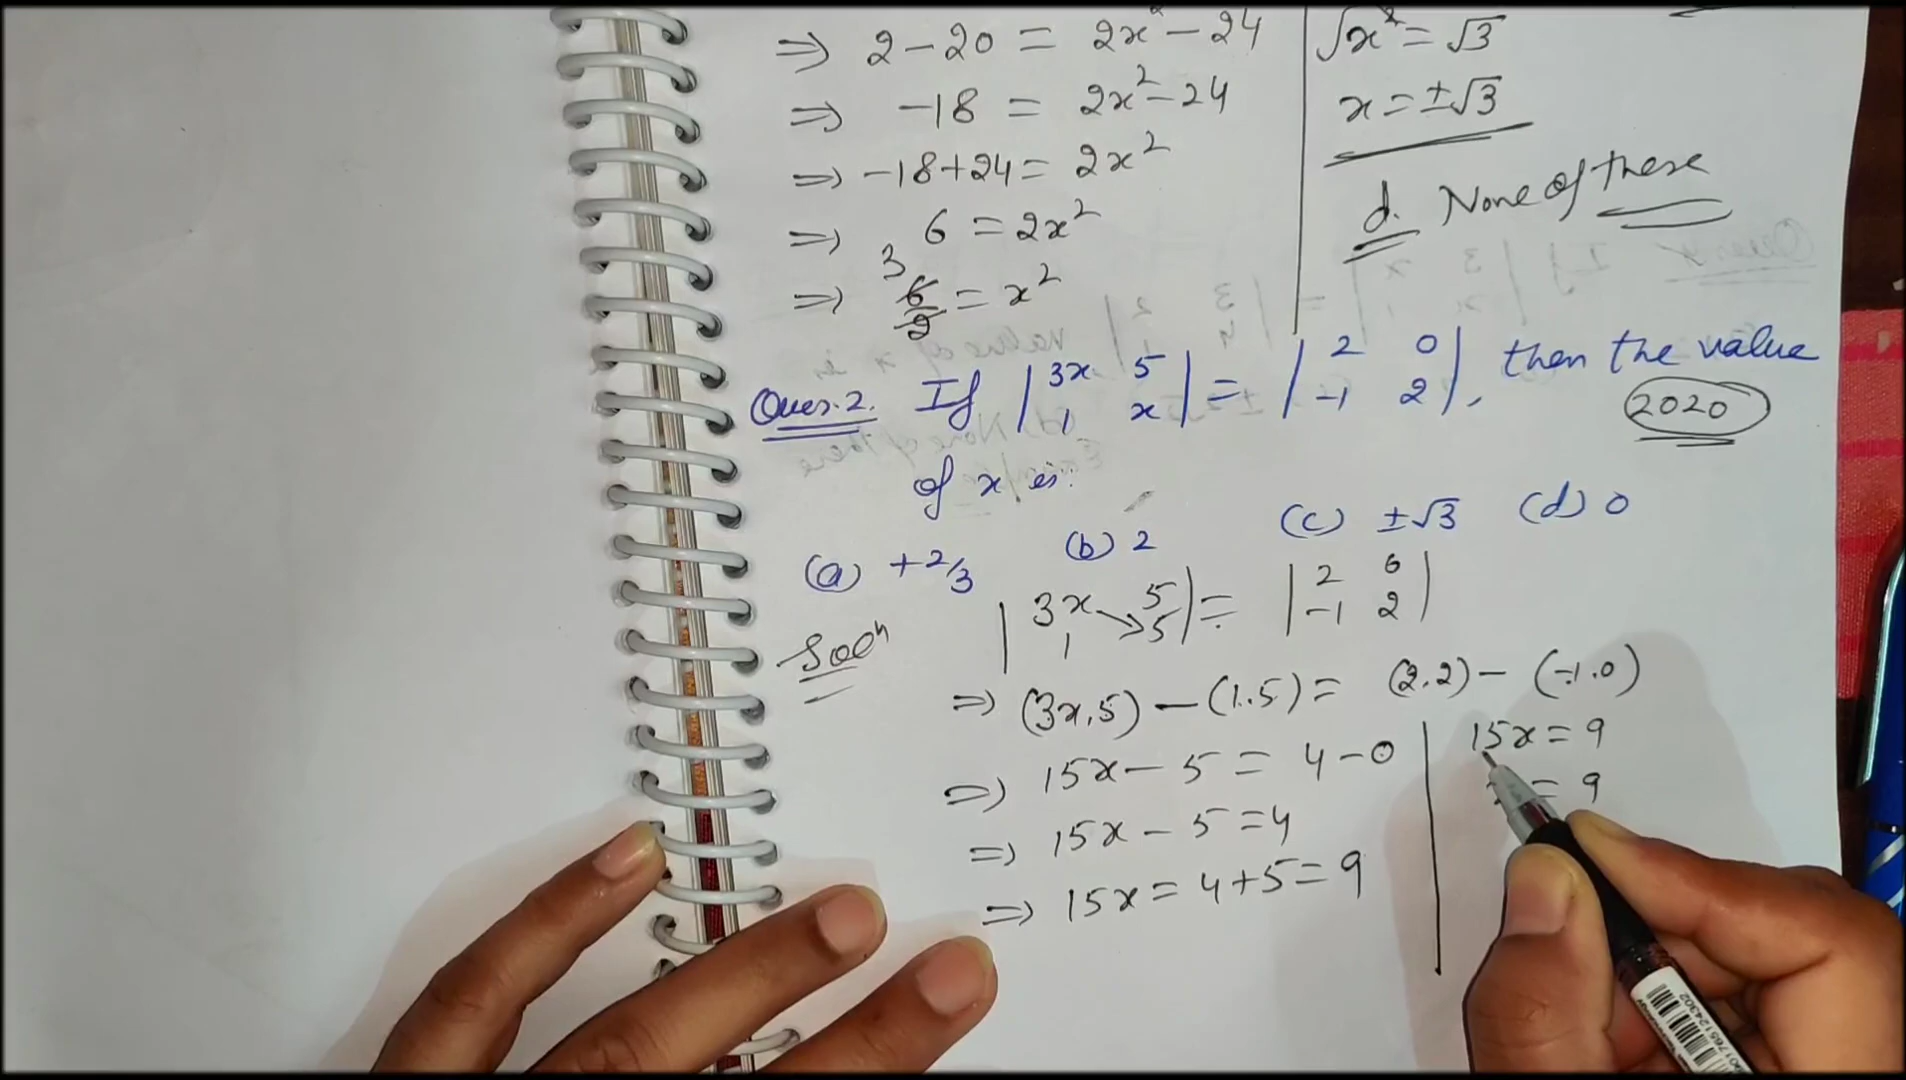 ⇒ 2 - 20 = 2x² - 24
⇒ -18 = 2x² - 24
⇒ -18 + 24 = 2x²
⇒ 6 = 2x²
3
⇒ 6/2 = x²
√x² = √3
x = ±√3
d. None of these
Ques.2. If |3x 5| = |2 0|, then the value
|1 x| |-1 2|
2020
of x is:
(a) +2/3 (b) 2 (c) ±√3 (d) 0
Soln
|3x 5| = |2 0|
|1 5| |-1 2|
⇒ (3x.5) - (1.5) = (2.2) - (-1.0)
⇒ 15x - 5 = 4 - 0
⇒ 15x - 5 = 4
⇒ 15x = 4 + 5 = 9
15x = 9
= 9